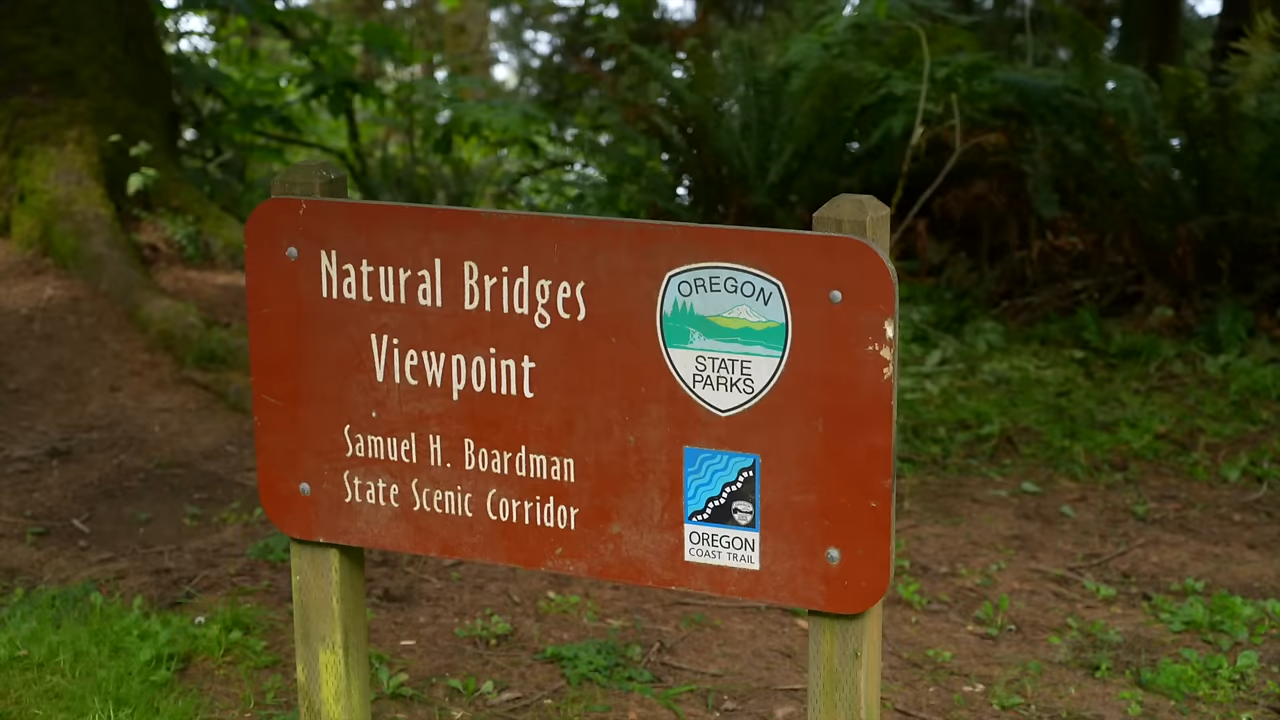 Natural Bridges
Viewpoint
Samuel H. Boardman
State Scenic Corridor
OREGON
STATE
PARKS
OREGON
COAST TRAIL